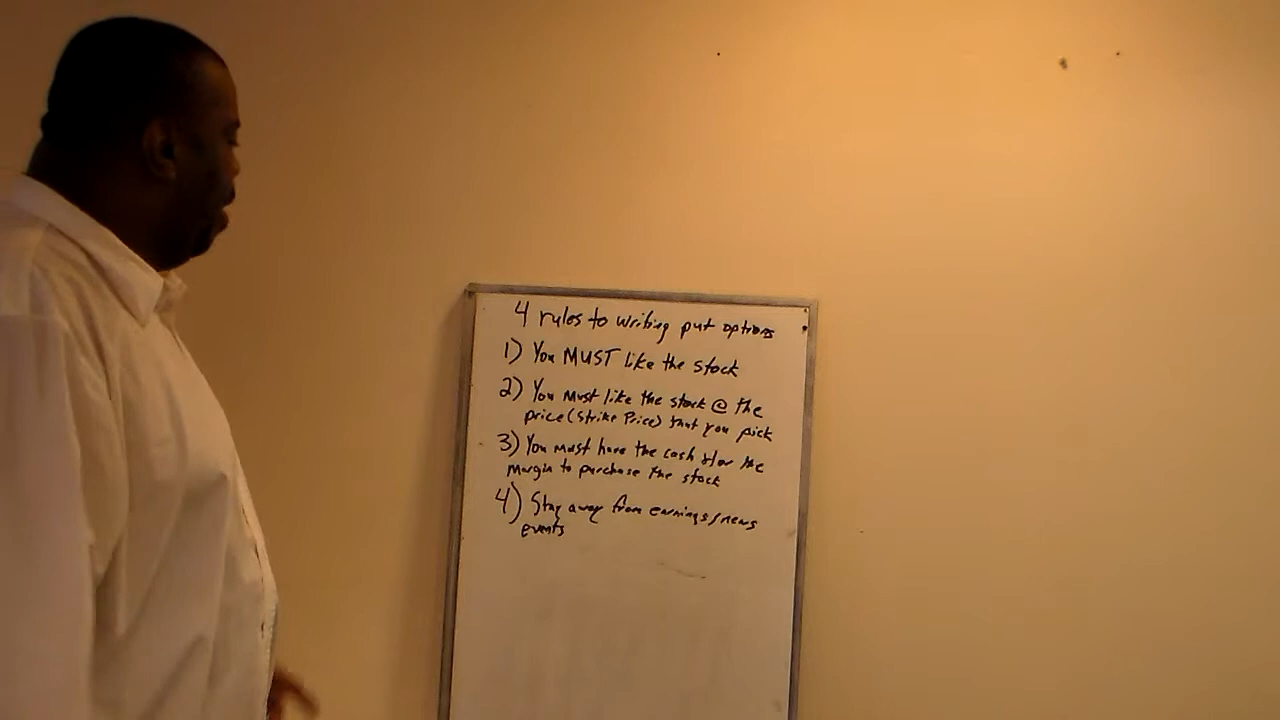 4 rules to writing put options
1) You MUST like the stock
2) You Must like the stock @ the
price (Strike Price) that you pick
3) You must have the cash &/or the
Margin to purchase the stock
4) Stay away from earnings/news
events